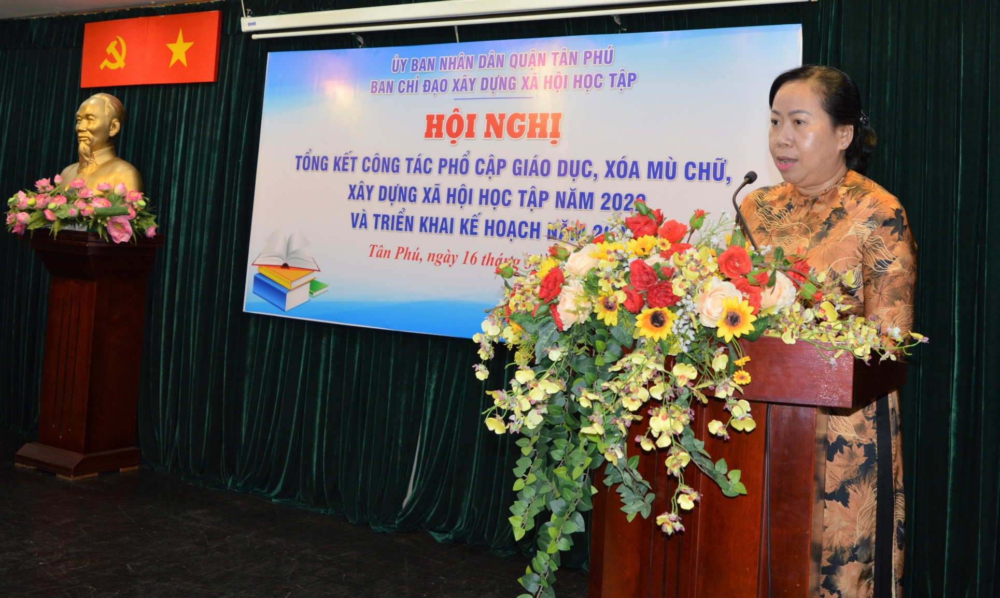 ỦY BAN NHÂN DÂN QUẬN TÂN PHÚ
BAN CHỈ ĐẠO XÂY DỰNG XÃ HỘI HỌC TẬP
HỘI NGHỊ
TỔNG KẾT CÔNG TÁC PHỔ CẬP GIÁO DỤC, XÓA MÙ CHỮ,
XÂY DỰNG XÃ HỘI HỌC TẬP NĂM 2022
VÀ TRIỂN KHAI KẾ HOẠCH NĂM
Tân Phú, ngày 16 tháng